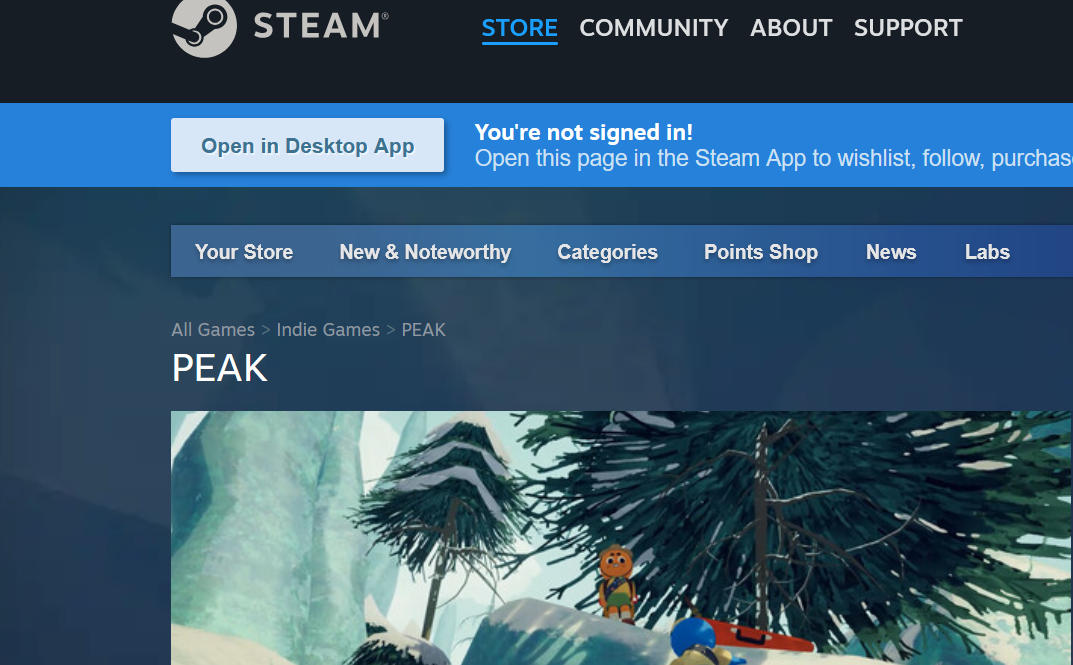 STEAM®
STORE COMMUNITY ABOUT SUPPORT
Open in Desktop App
You're not signed in!
Open this page in the Steam App to wishlist, follow, purchas
Your Store New & Noteworthy Categories Points Shop News Labs
All Games > Indie Games > PEAK
PEAK